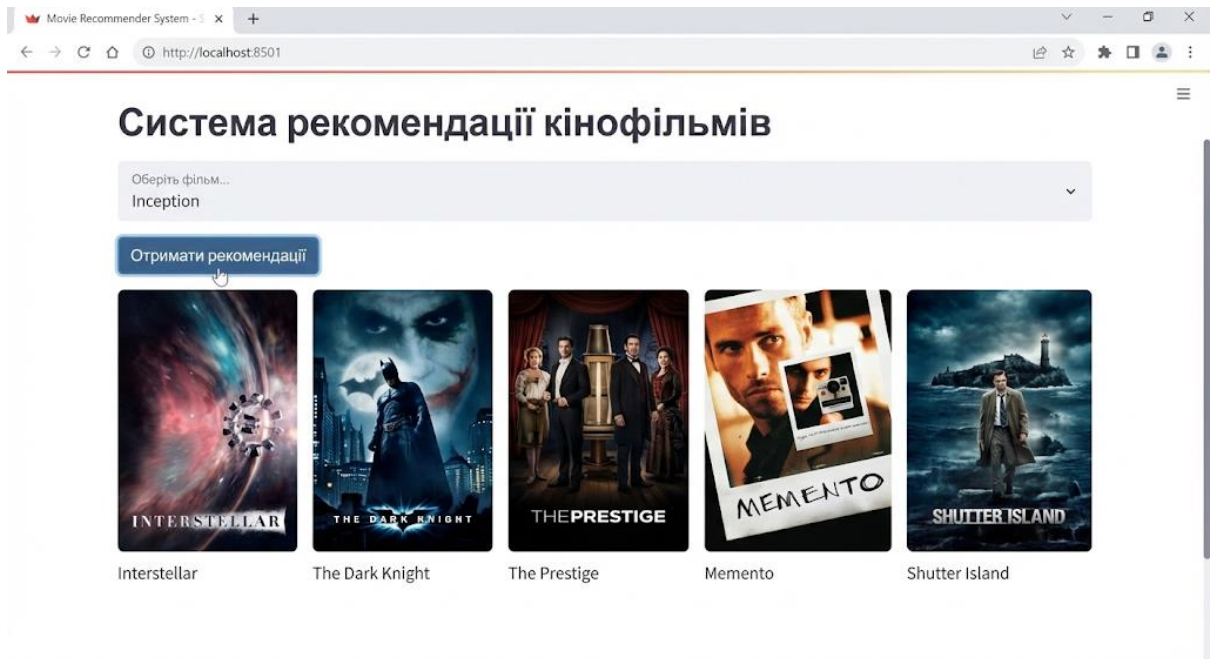 Movie Recommender System - S
http://localhost:8501
Система рекомендації кінофільмів
Оберіть фільм...
Inception
Отримати рекомендації
INTERSTELLAR
THE DARK KNIGHT
THE PRESTIGE
MEMENTO
SHUTTER ISLAND
Interstellar
The Dark Knight
The Prestige
Memento
Shutter Island